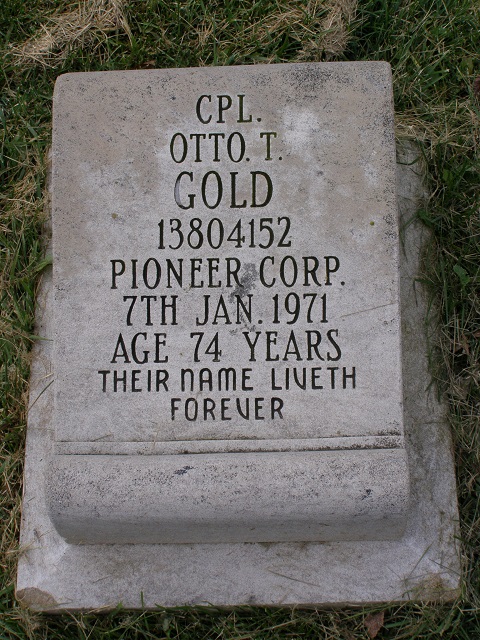 CPL.
OTTO. T.
GOLD
13804152
PIONEER CORP.
7TH JAN. 1971
AGE 74 YEARS
THEIR NAME LIVETH
FOREVER